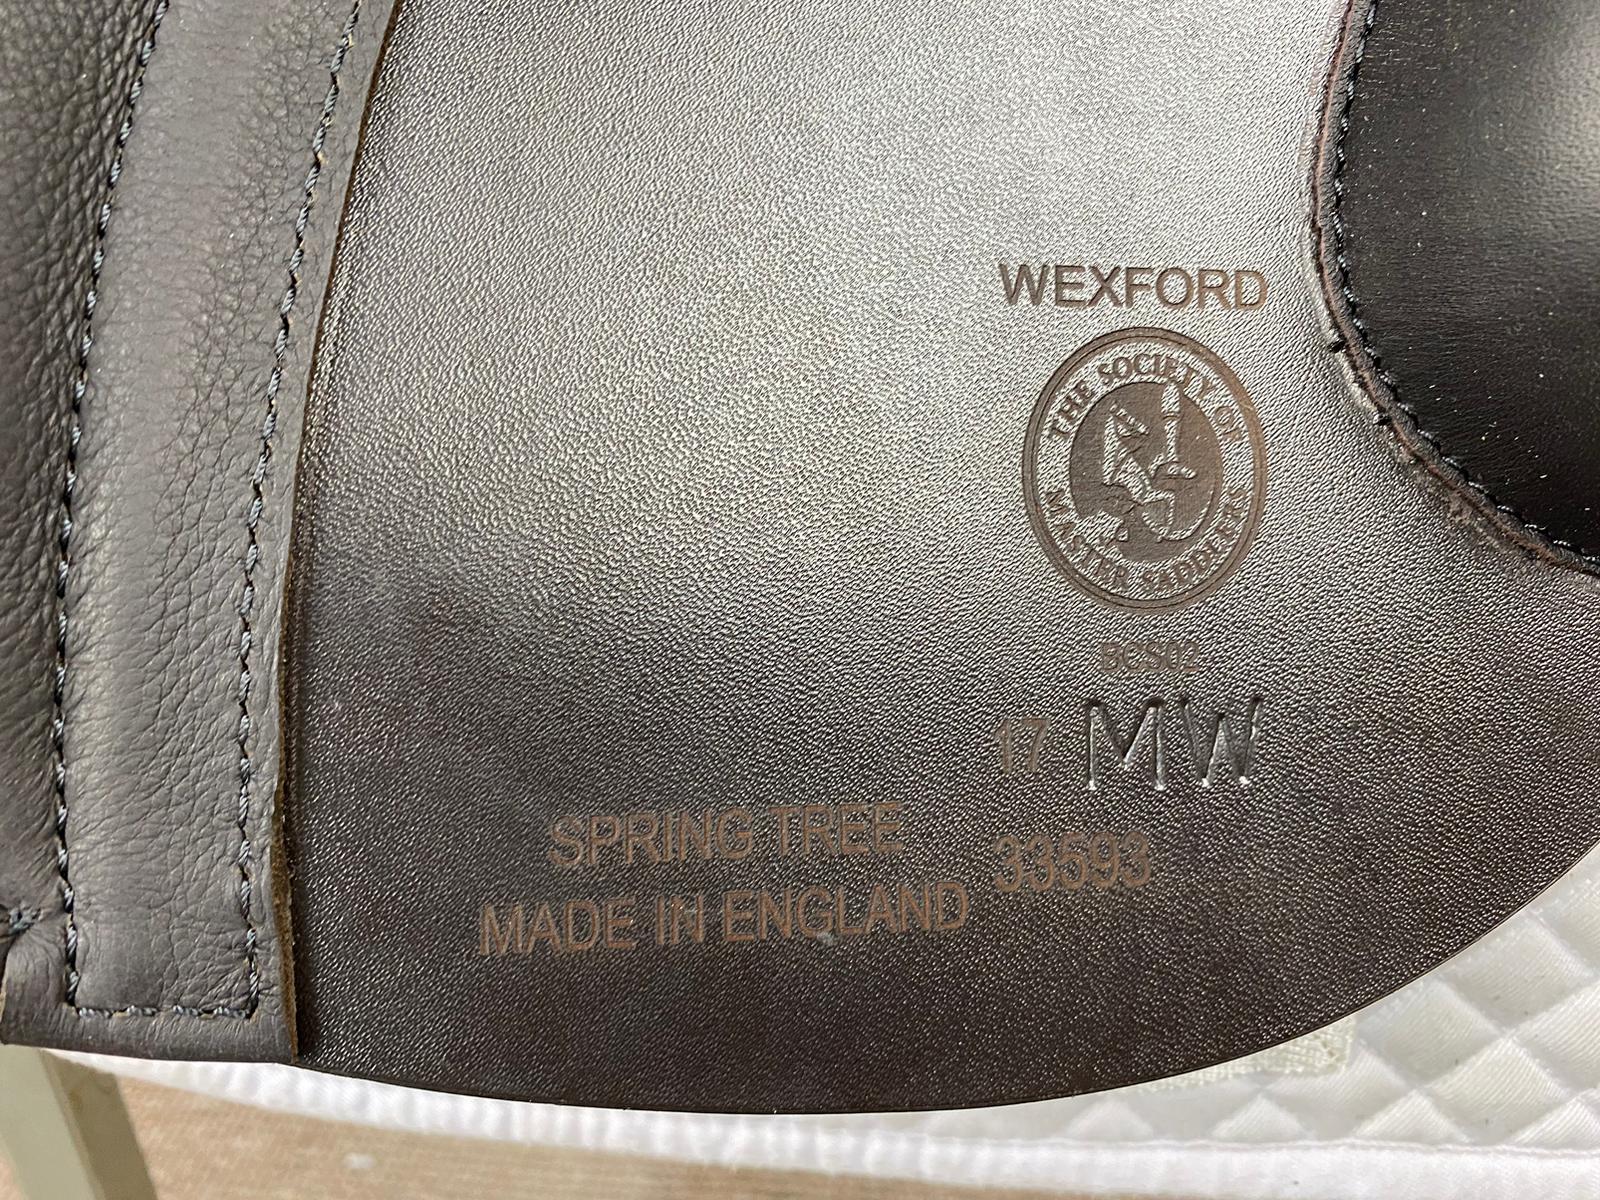 WEXFORD
THE SOCIETY OF
MASTER SADDLERS
BCS02
17 MW
SPRING TREE 33593
MADE IN ENGLAND